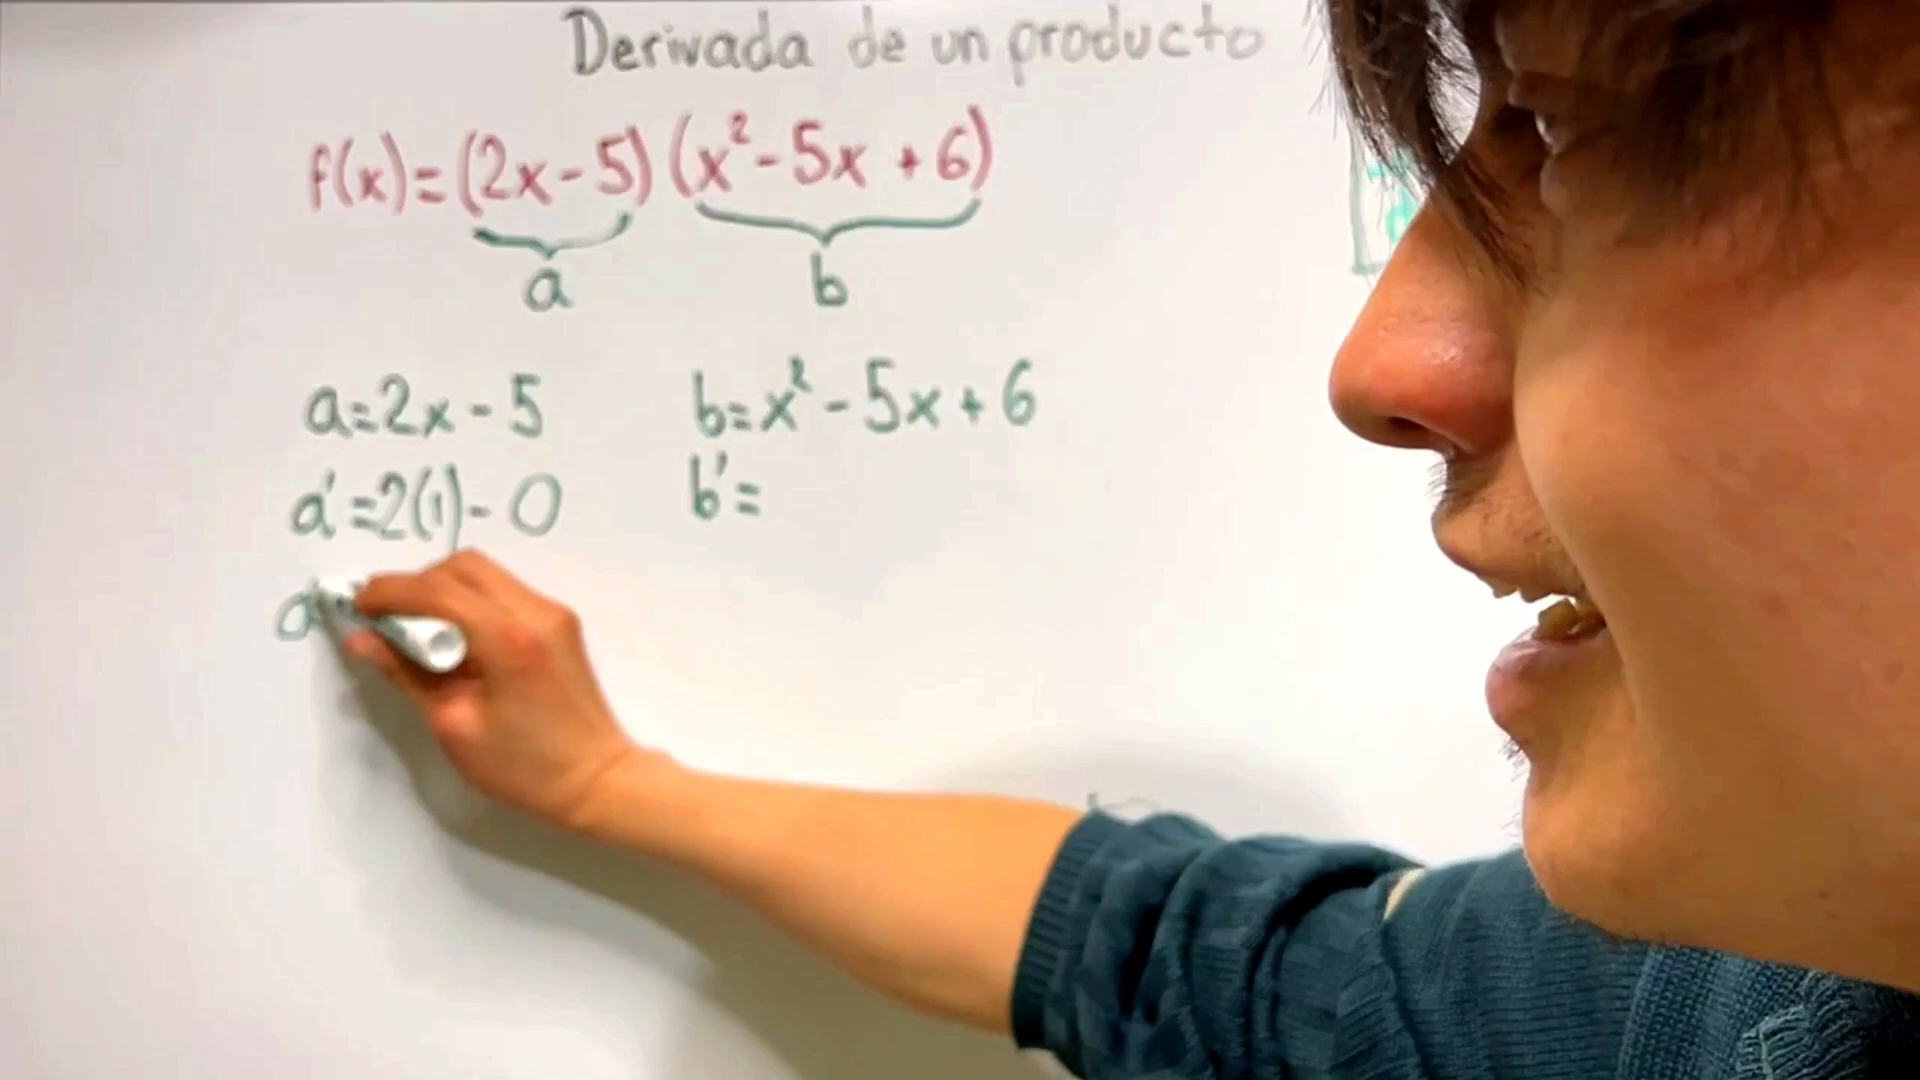 Derivada de un producto
f(x)=(2x-5)(x²-5x+6)
a b
a=2x-5 b=x²-5x+6
a'=2(1)-0 b'=
a'